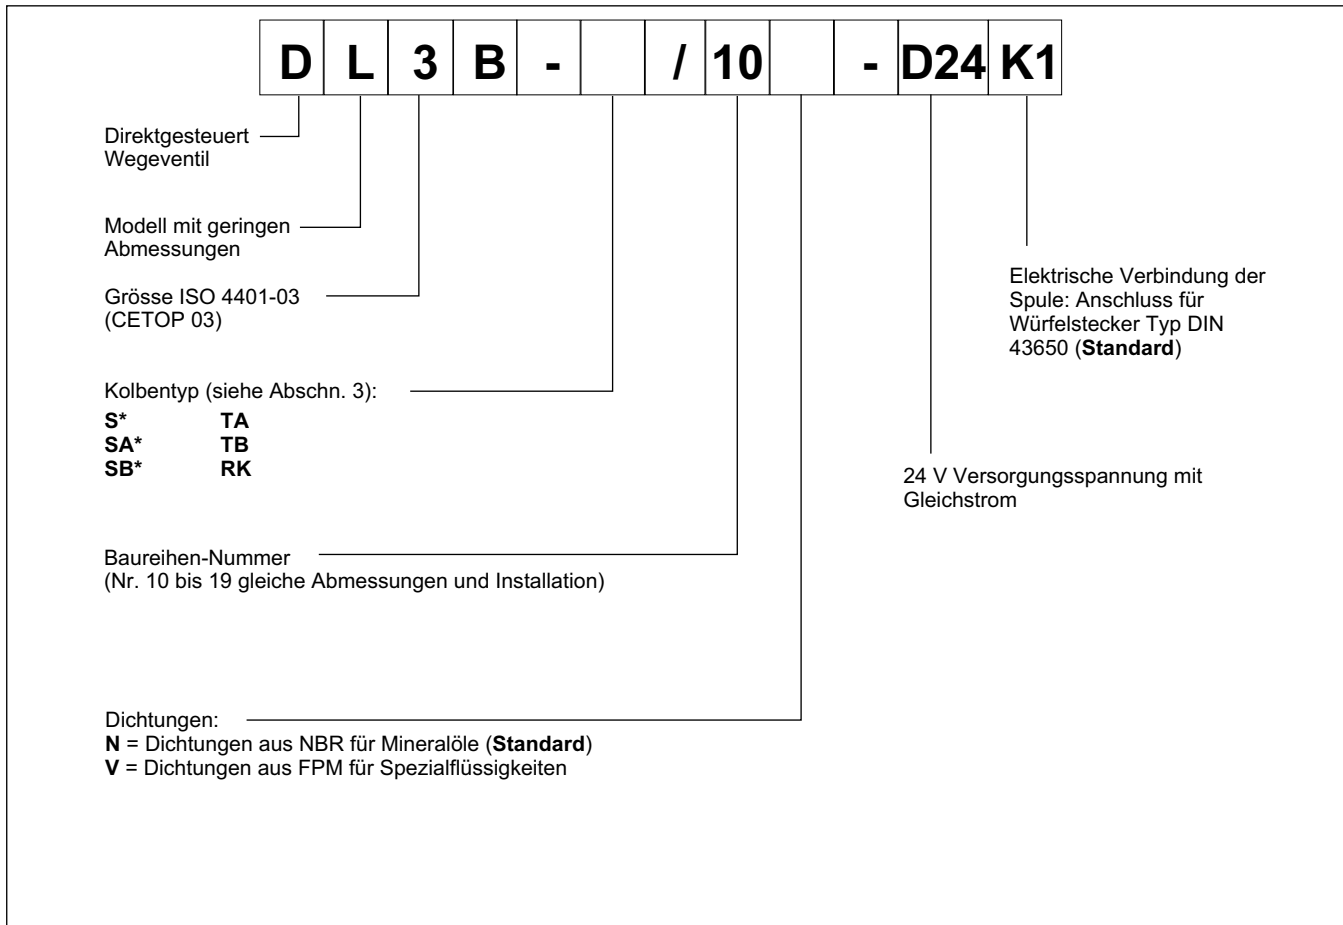 D L 3 B - / 10 - D24 K1
Direktgesteuert
Wegeventil
Modell mit geringen
Abmessungen
Grösse ISO 4401-03
(CETOP 03)
Elektrische Verbindung der
Spule: Anschluss für
Würfelstecker Typ DIN
43650 (Standard)
Kolbentyp (siehe Abschn. 3):
S* TA
SA* TB
SB* RK
24 V Versorgungsspannung mit
Gleichstrom
Baureihen-Nummer
(Nr. 10 bis 19 gleiche Abmessungen und Installation)
Dichtungen:
N = Dichtungen aus NBR für Mineralöle (Standard)
V = Dichtungen aus FPM für Spezialflüssigkeiten